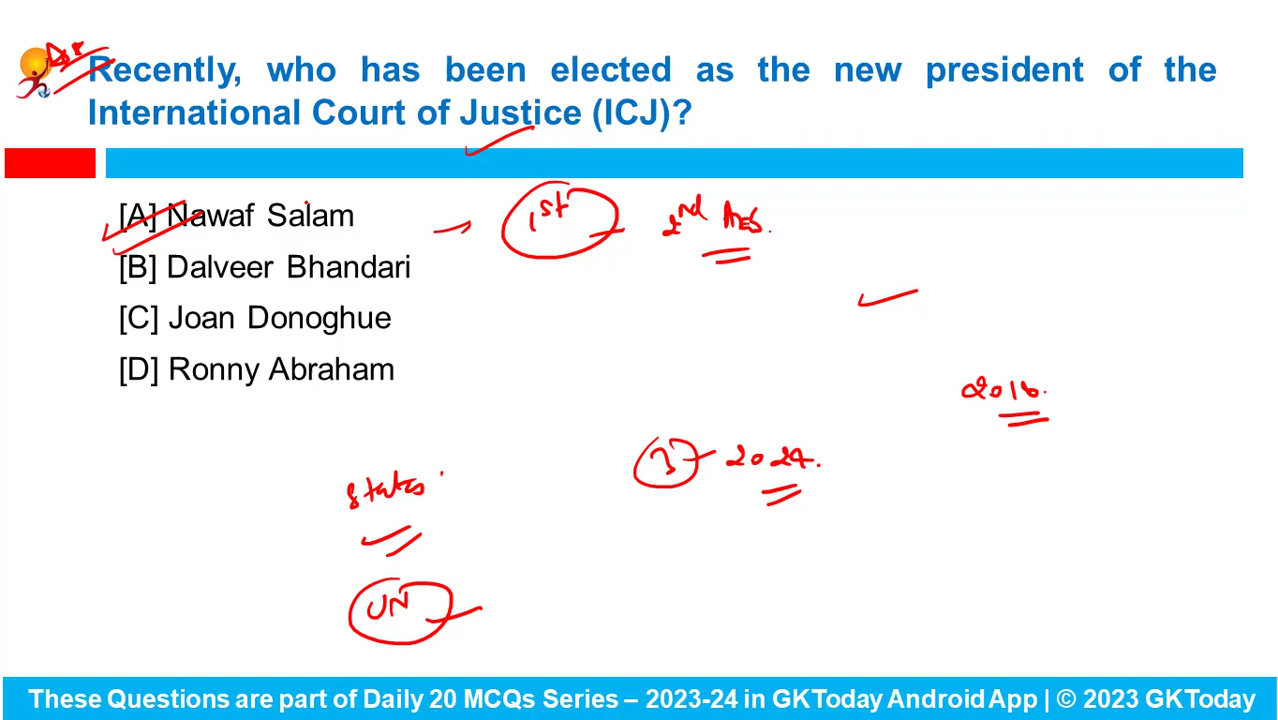 Recently, who has been elected as the new president of the
International Court of Justice (ICJ)?
[A] Nawaf Salam
1st 2nd
[B] Dalveer Bhandari
[C] Joan Donoghue
[D] Ronny Abraham
3 2024.
states
UN
These Questions are part of Daily 20 MCQs Series – 2023-24 in GKToday Android App | © 2023 GKToday